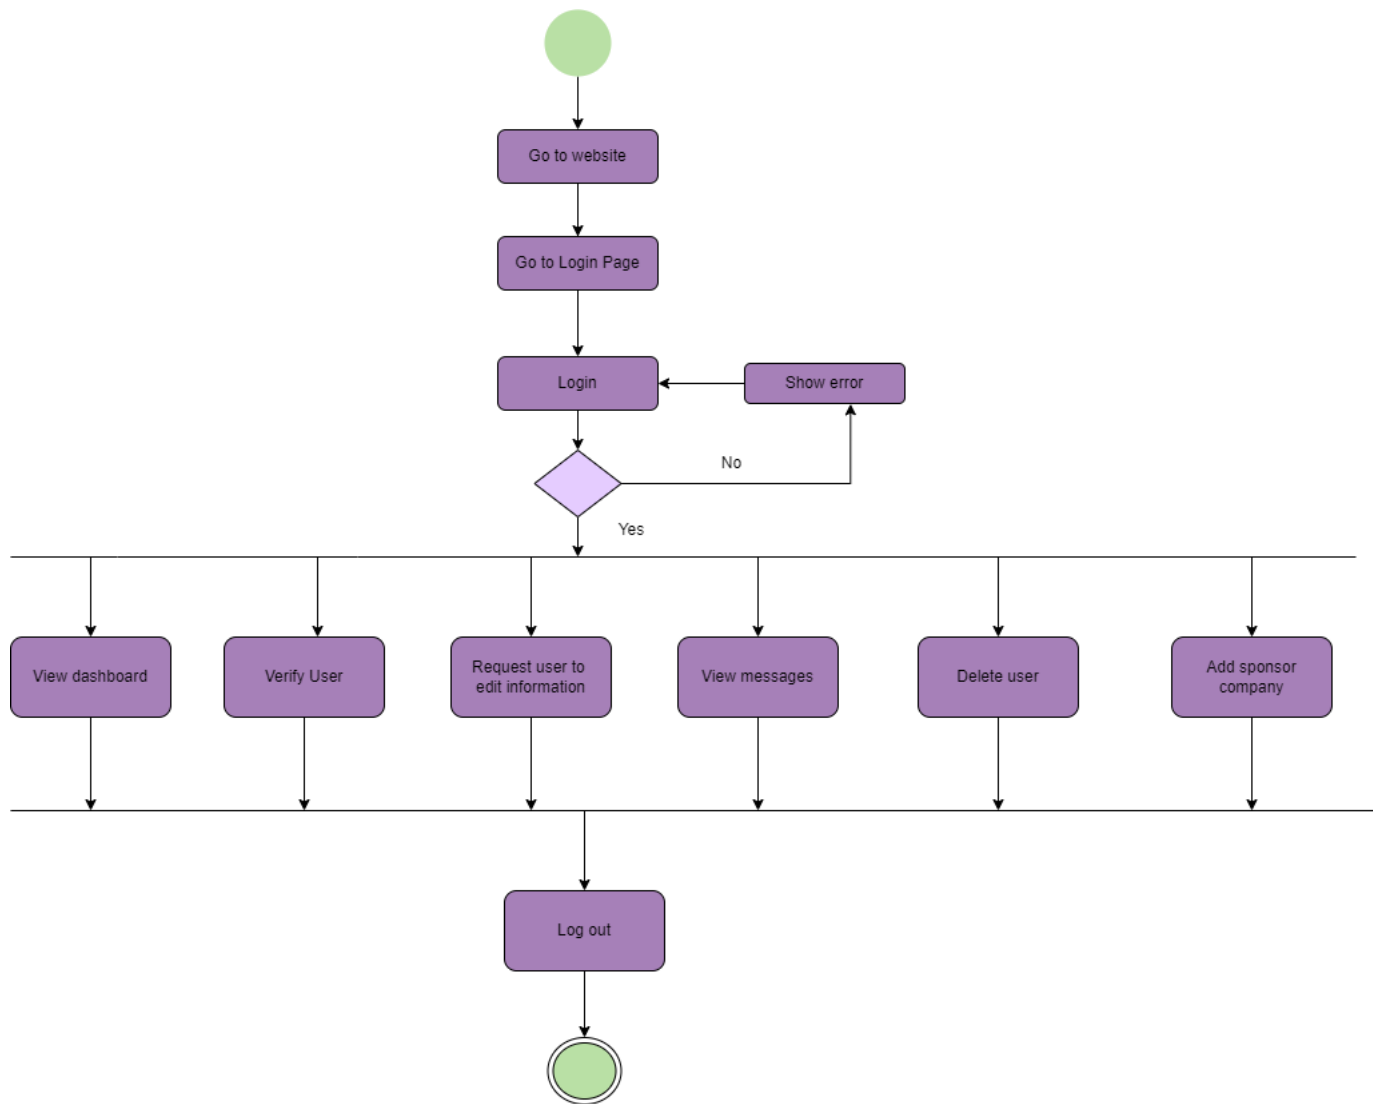 Go to website
Go to Login Page
Login
Show error
No
Yes
View dashboard
Verify User
Request user to
edit information
View messages
Delete user
Add sponsor
company
Log out